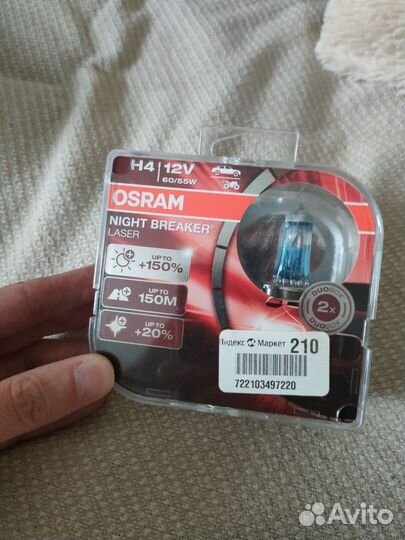 H4 12V
60/55W
OSRAM
NIGHT BREAKER®
LASER
UP TO
+150%
UP TO
150M
UP TO
+20%
DUOBOX
2x
DUOBOX
Яндекс Маркет 210
722103497220
Avito